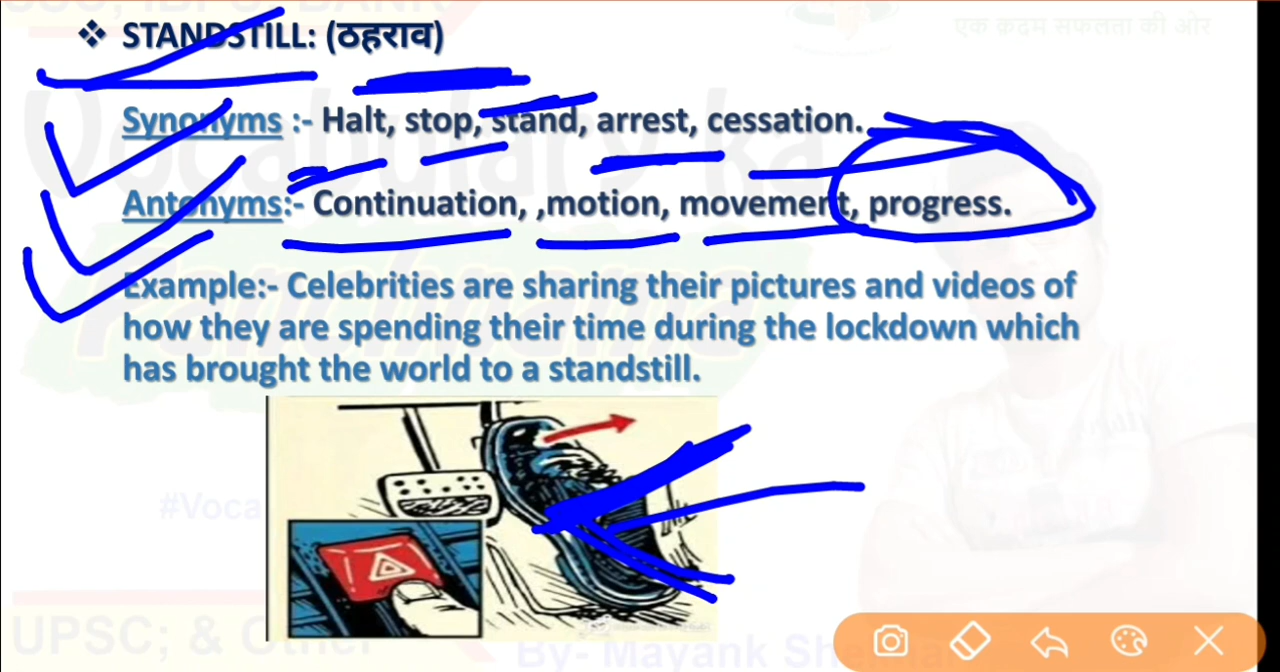 एक कदम सफलता की ओर
❖ STANDSTILL: (ठहराव)
Synonyms :- Halt, stop, stand, arrest, cessation.
Vocabulary ka
Antonyms:- Continuation, ,motion, movement, progress.
Example:- Celebrities are sharing their pictures and videos of
how they are spending their time during the lockdown which
has brought the world to a standstill.
#Voca
UPSC; & Other
By- Mayank